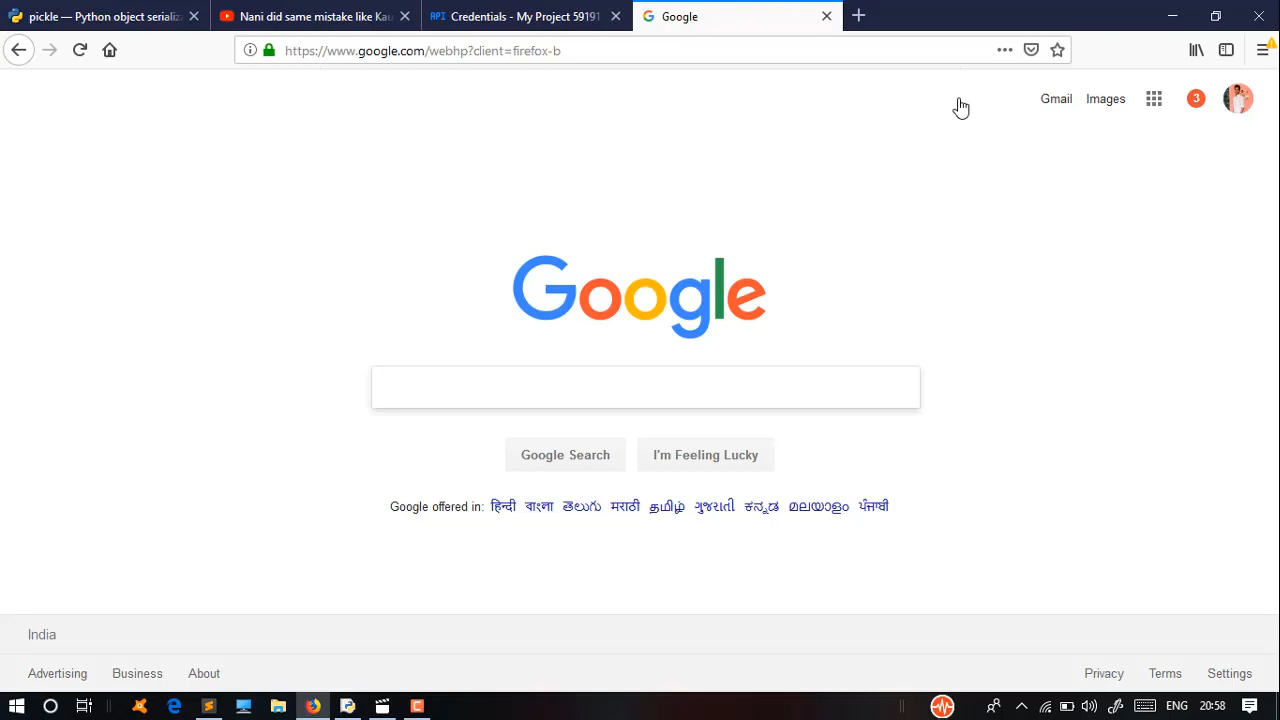 pickle — Python object serializ
Nani did same mistake like Kau
API Credentials - My Project 59191
Google
https://www.google.com/webhp?client=firefox-b
Gmail Images 3
Google
Google Search I'm Feeling Lucky
Google offered in: हिन्दी বাংলা తెలుగు मराठी தமிழ் ગુજરાતી ಕನ್ನಡ മലയാളം ਪੰਜਾਬੀ
India
Advertising Business About
Privacy Terms Settings
ENG 20:58